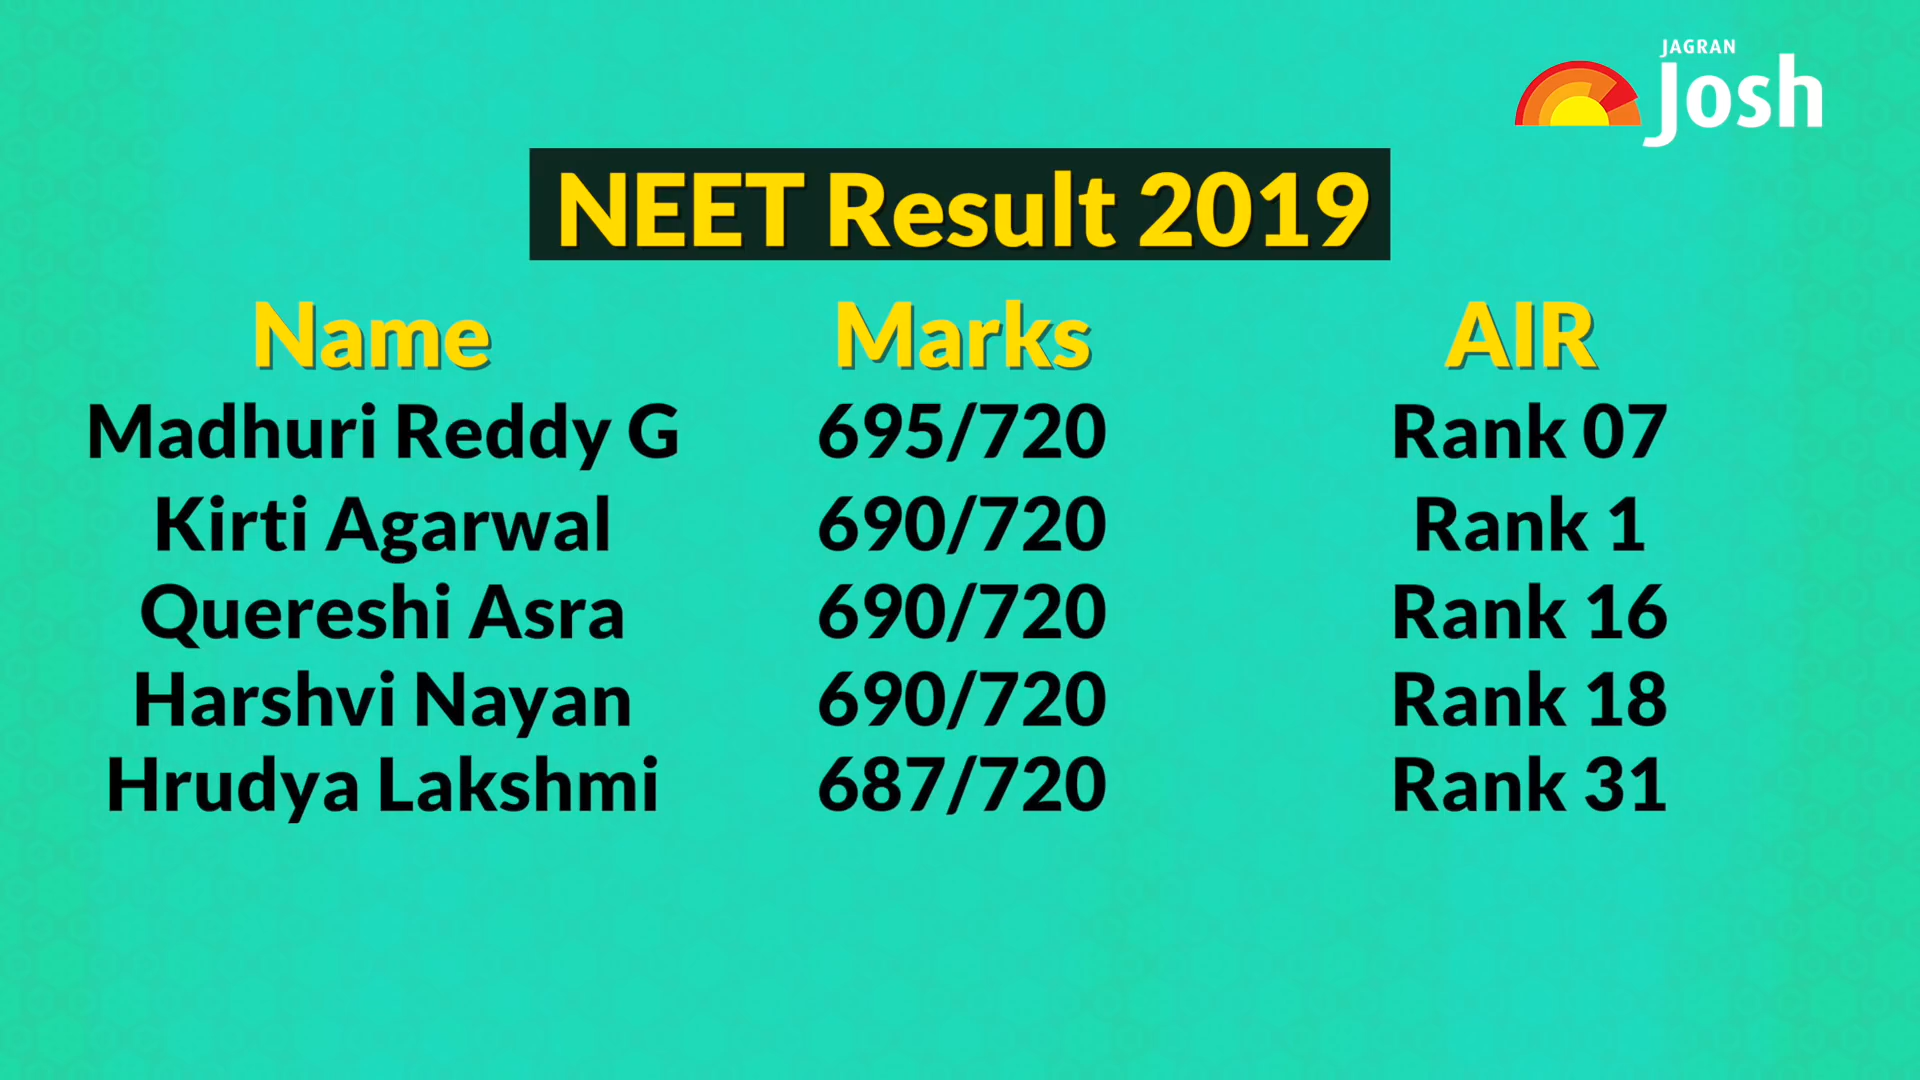 JAGRAN
Josh
NEET Result 2019
Name Marks AIR
Madhuri Reddy G 695/720 Rank 07
Kirti Agarwal 690/720 Rank 1
Quereshi Asra 690/720 Rank 16
Harshvi Nayan 690/720 Rank 18
Hrudya Lakshmi 687/720 Rank 31